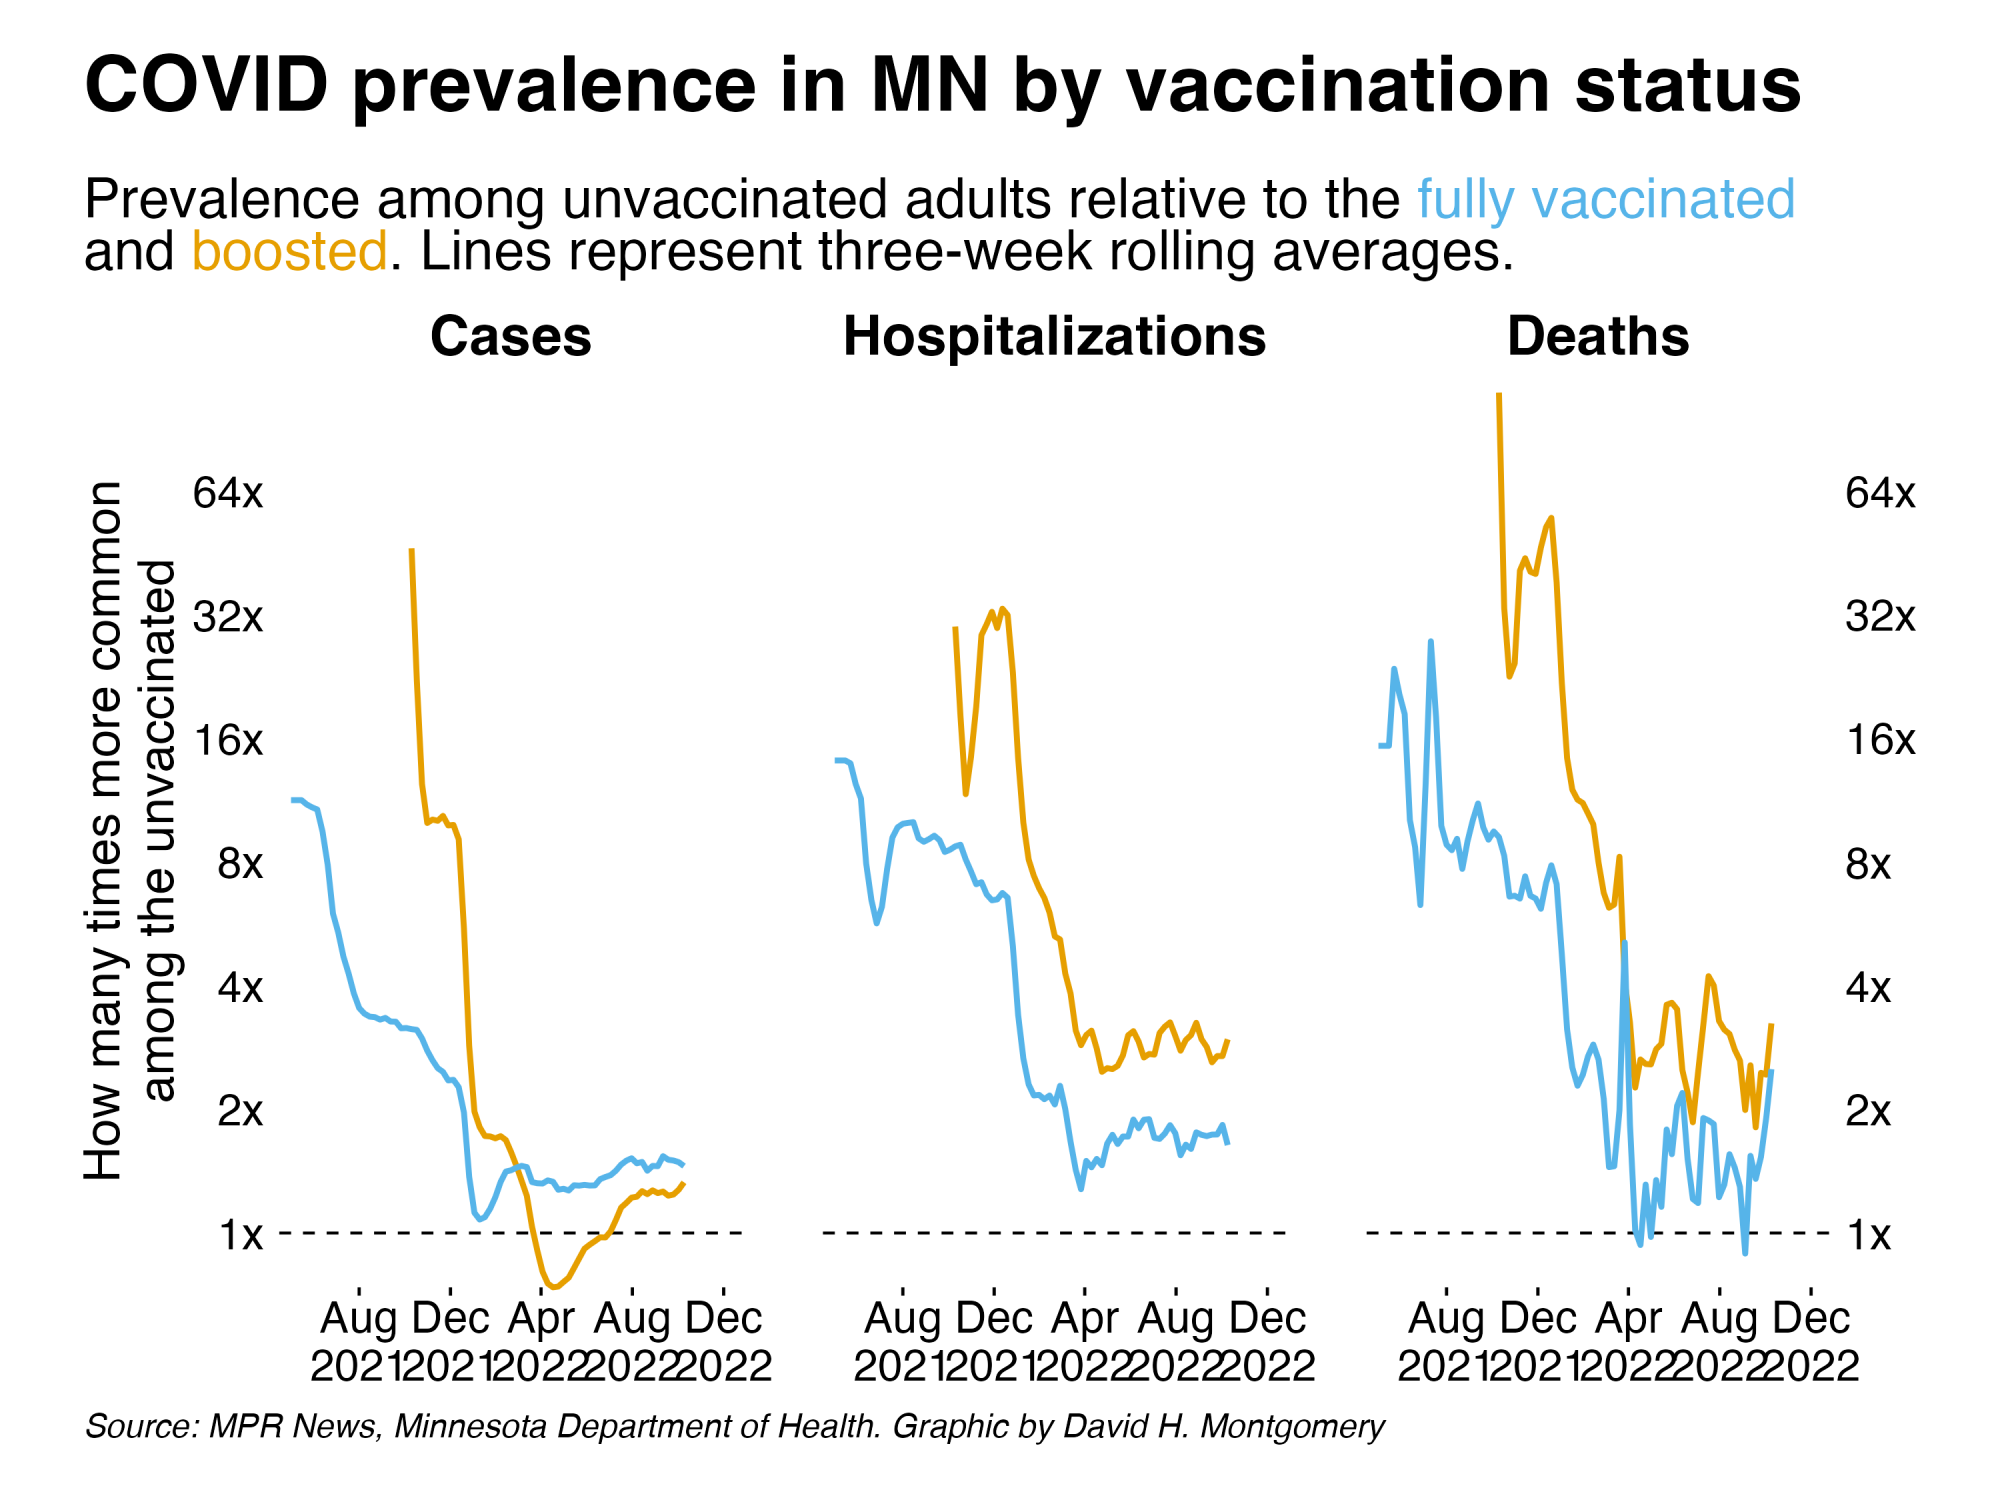 COVID prevalence in MN by vaccination status
Prevalence among unvaccinated adults relative to the fully vaccinated
and boosted. Lines represent three-week rolling averages.
Cases
Hospitalizations
Deaths
How many times more common
among the unvaccinated
64x
32x
16x
8x
4x
2x
1x
64x
32x
16x
8x
4x
2x
1x
Aug Dec Apr Aug Dec
2021 2021 2022 2022 2022
Aug Dec Apr Aug Dec
2021 2021 2022 2022 2022
Aug Dec Apr Aug Dec
2021 2021 2022 2022 2022
Source: MPR News, Minnesota Department of Health. Graphic by David H. Montgomery